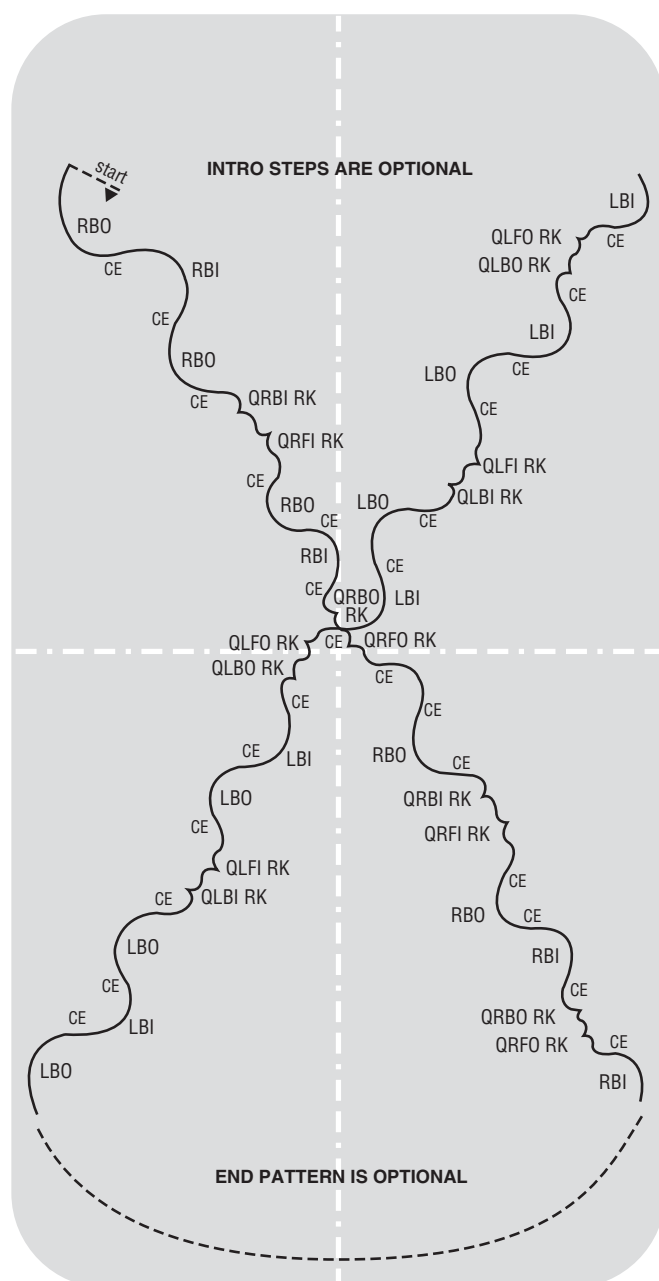 start
INTRO STEPS ARE OPTIONAL
RBO
CE
RBI
CE
RBO
CE
QRBI RK
QRFI RK
CE
RBO
CE
RBI
CE
QRBO
RK
CE
QRFO RK
CE
CE
RBO
CE
QRBI RK
QRFI RK
CE
RBO
CE
RBI
CE
QRBO RK
QRFO RK
CE
RBI
END PATTERN IS OPTIONAL
LBO
CE
LBI
CE
LBO
CE
QLBI RK
QLFI RK
CE
LBO
CE
LBI
CE
QLBO RK
QLFO RK
LBI
CE
LBO
CE
QLBI RK
QLFI RK
CE
LBO
CE
LBI
CE
QLBO RK
QLFO RK
CE
LBI